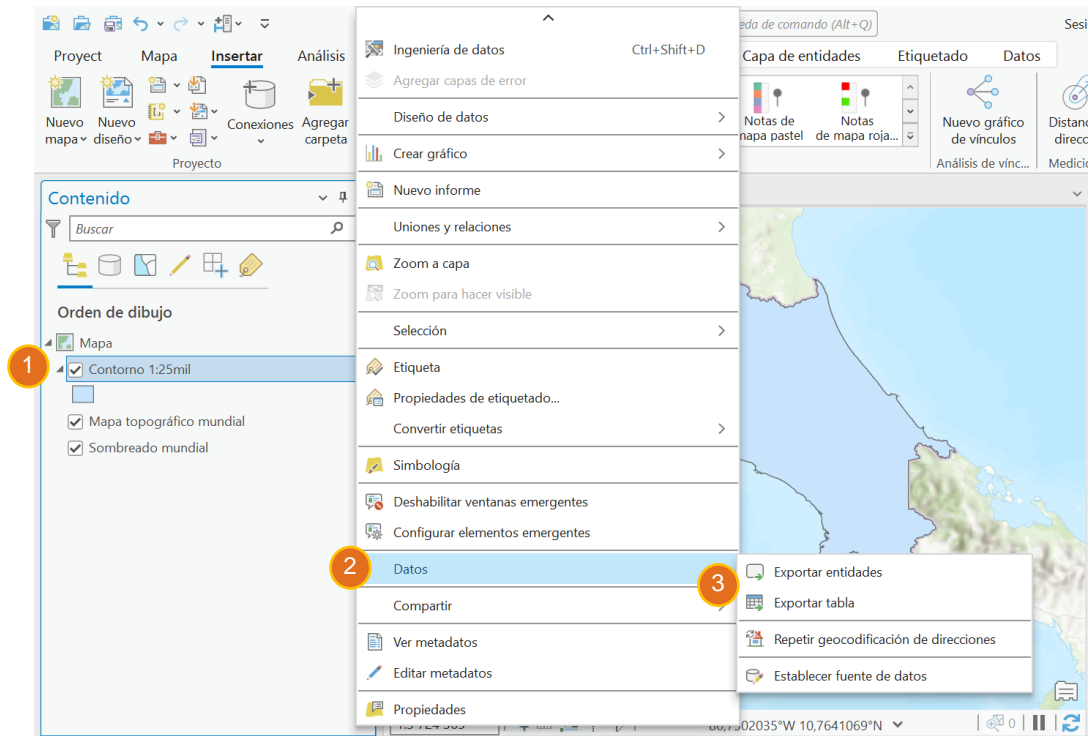 eda de comando (Alt+Q)
Sesi
Proyect
Mapa
Insertar
Análisis
Capa de entidades
Etiquetado
Datos
Nuevo mapa
Nuevo diseño
Conexiones
Agregar carpeta
Proyecto
Notas de mapa pastel
Notas de mapa roja...
Nuevo gráfico de vínculos
Distanc direcc
Análisis de vínc...
Medició
Contenido
Buscar
Orden de dibujo
Mapa
1
Contorno 1:25mil
Mapa topográfico mundial
Sombreado mundial
Ingeniería de datos Ctrl+Shift+D
Agregar capas de error
Diseño de datos
Crear gráfico
Nuevo informe
Uniones y relaciones
Zoom a capa
Zoom para hacer visible
Selección
Etiqueta
Propiedades de etiquetado...
Convertir etiquetas
Simbología
Deshabilitar ventanas emergentes
Configurar elementos emergentes
2
Datos
Compartir
Ver metadatos
Editar metadatos
Propiedades
3
Exportar entidades
Exportar tabla
Repetir geocodificación de direcciones
Establecer fuente de datos
02035°W 10,7641069°N
0